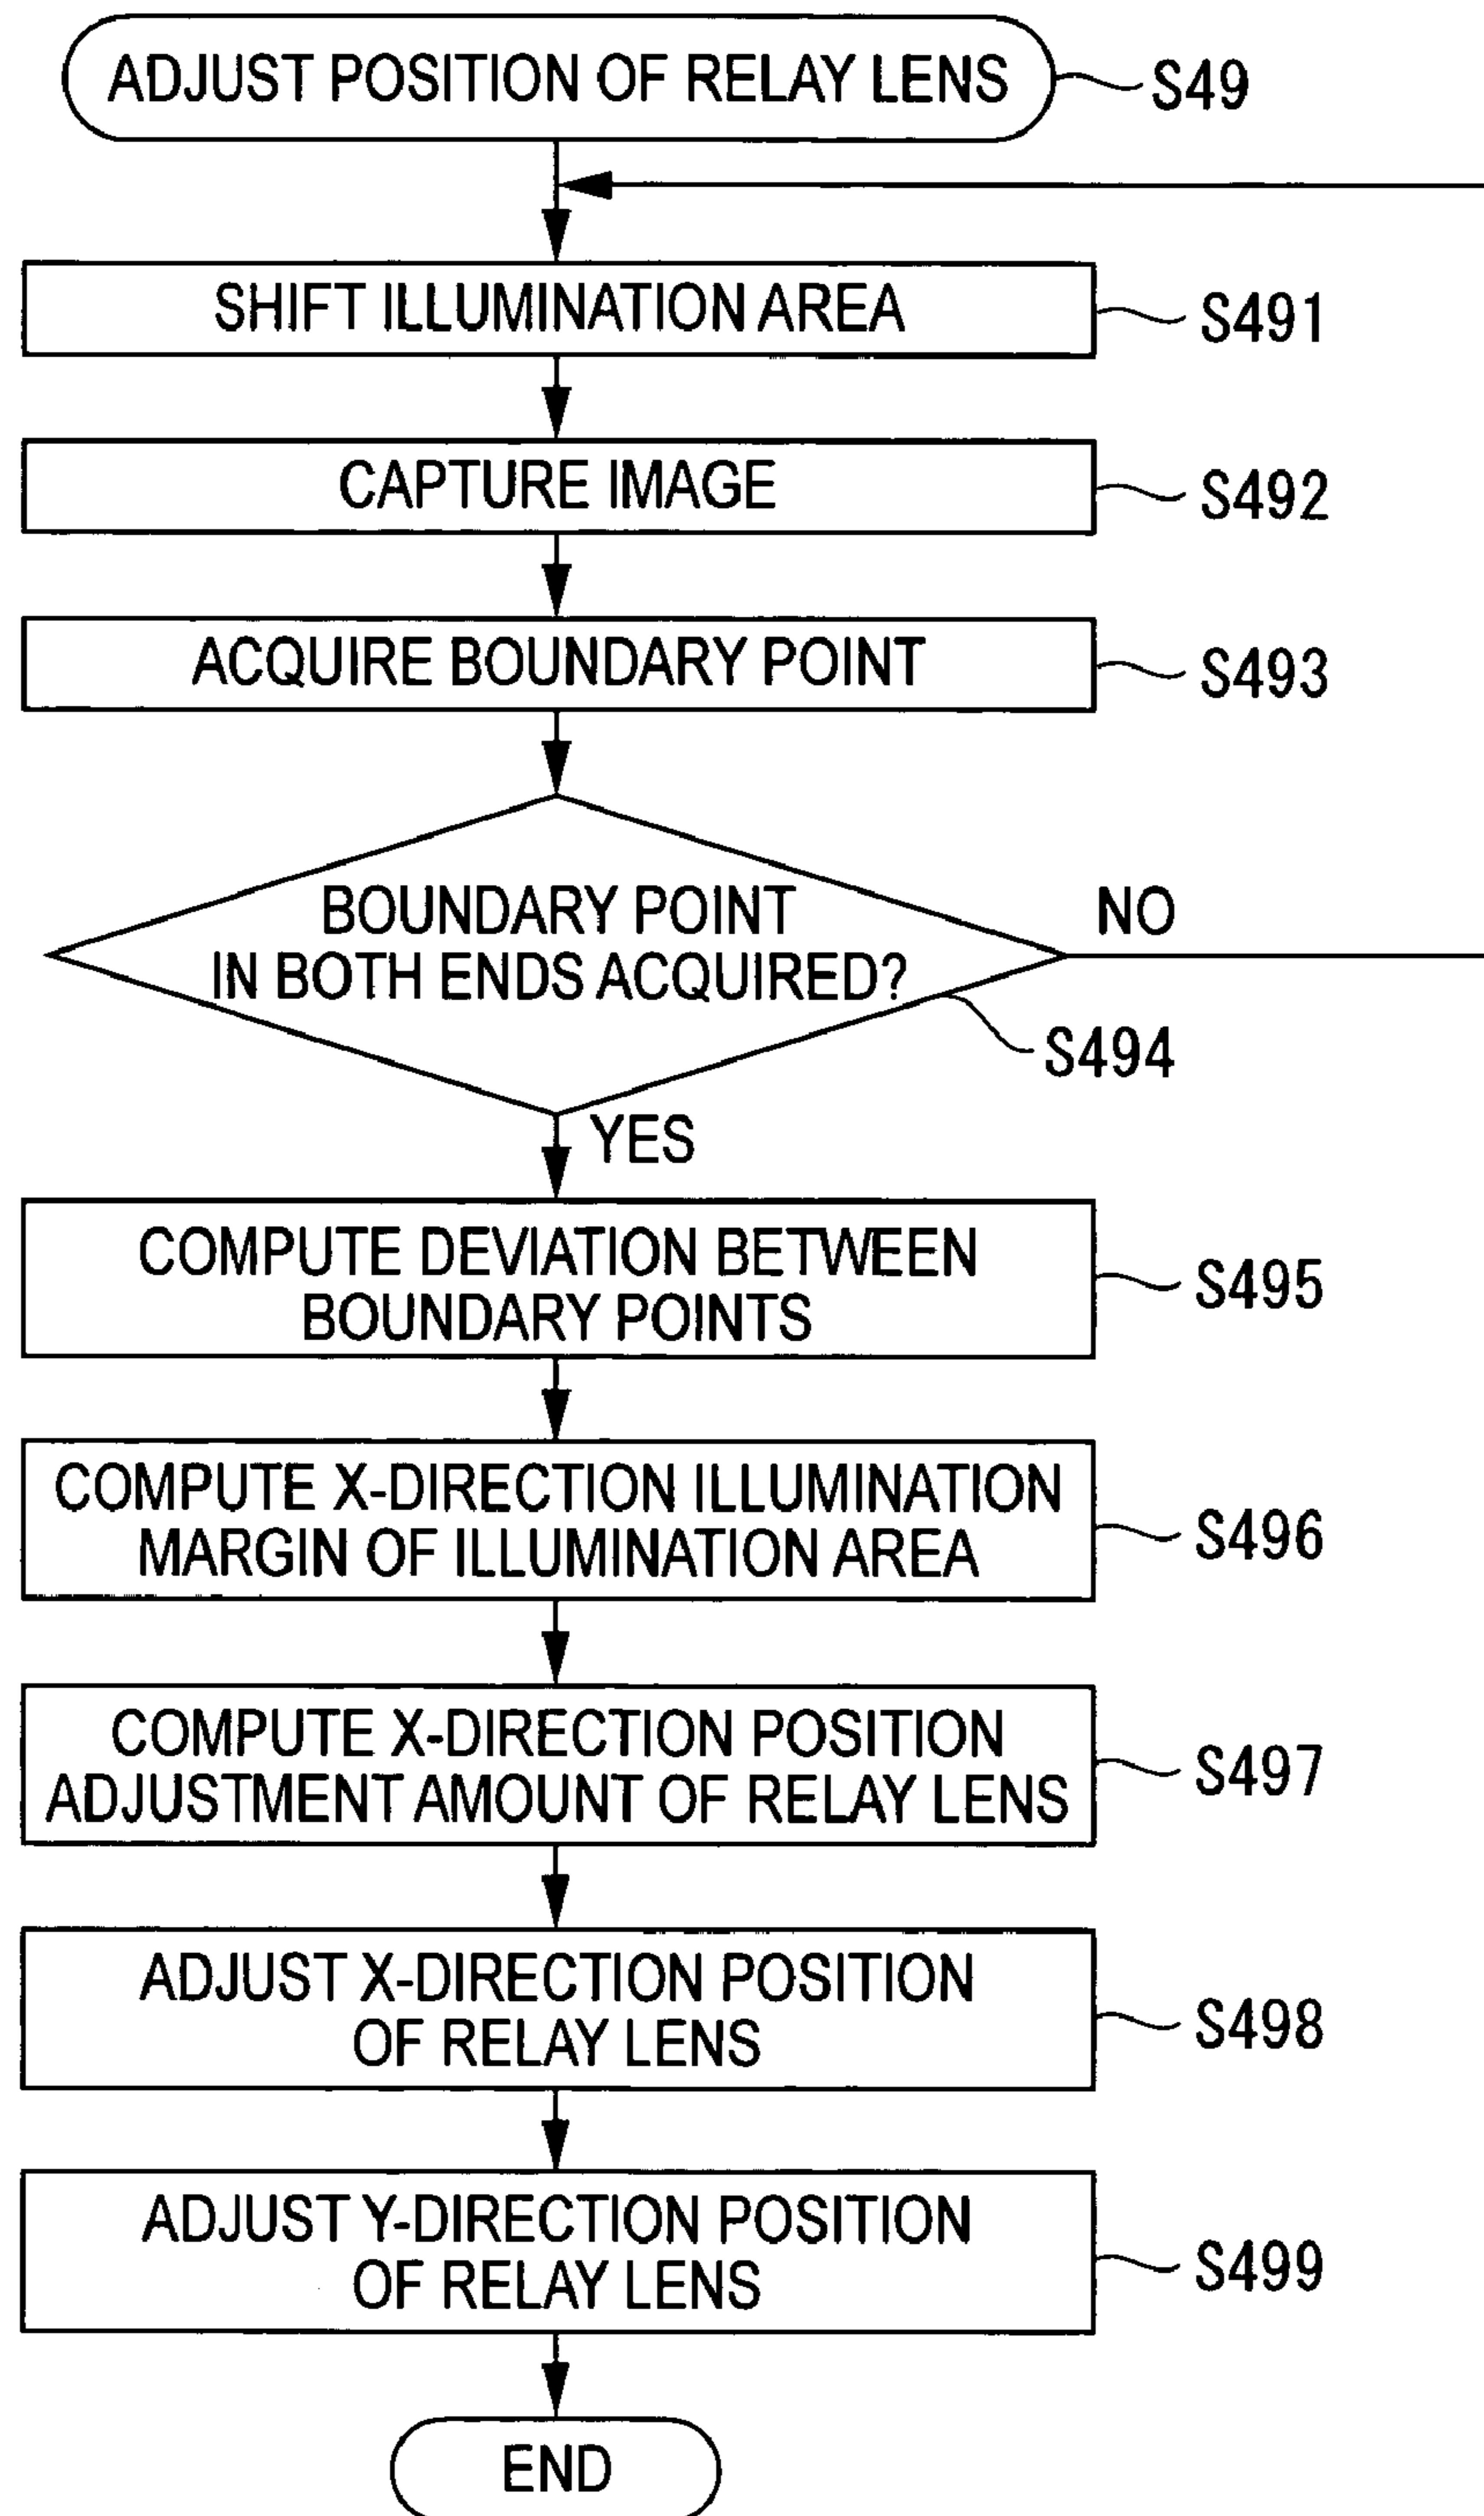 ADJUST POSITION OF RELAY LENS
S49
SHIFT ILLUMINATION AREA
S491
CAPTURE IMAGE
S492
ACQUIRE BOUNDARY POINT
S493
BOUNDARY POINT
IN BOTH ENDS ACQUIRED?
NO
S494
YES
COMPUTE DEVIATION BETWEEN
BOUNDARY POINTS
S495
COMPUTE X-DIRECTION ILLUMINATION
MARGIN OF ILLUMINATION AREA
S496
COMPUTE X-DIRECTION POSITION
ADJUSTMENT AMOUNT OF RELAY LENS
S497
ADJUST X-DIRECTION POSITION
OF RELAY LENS
S498
ADJUST Y-DIRECTION POSITION
OF RELAY LENS
S499
END